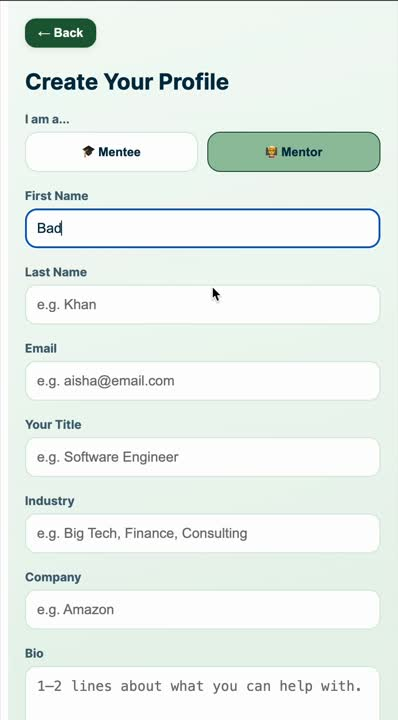 ← Back
Create Your Profile
I am a...
🎓 Mentee
🧑‍🏫 Mentor
First Name
Bad
Last Name
e.g. Khan
Email
e.g. aisha@email.com
Your Title
e.g. Software Engineer
Industry
e.g. Big Tech, Finance, Consulting
Company
e.g. Amazon
Bio
1–2 lines about what you can help with.